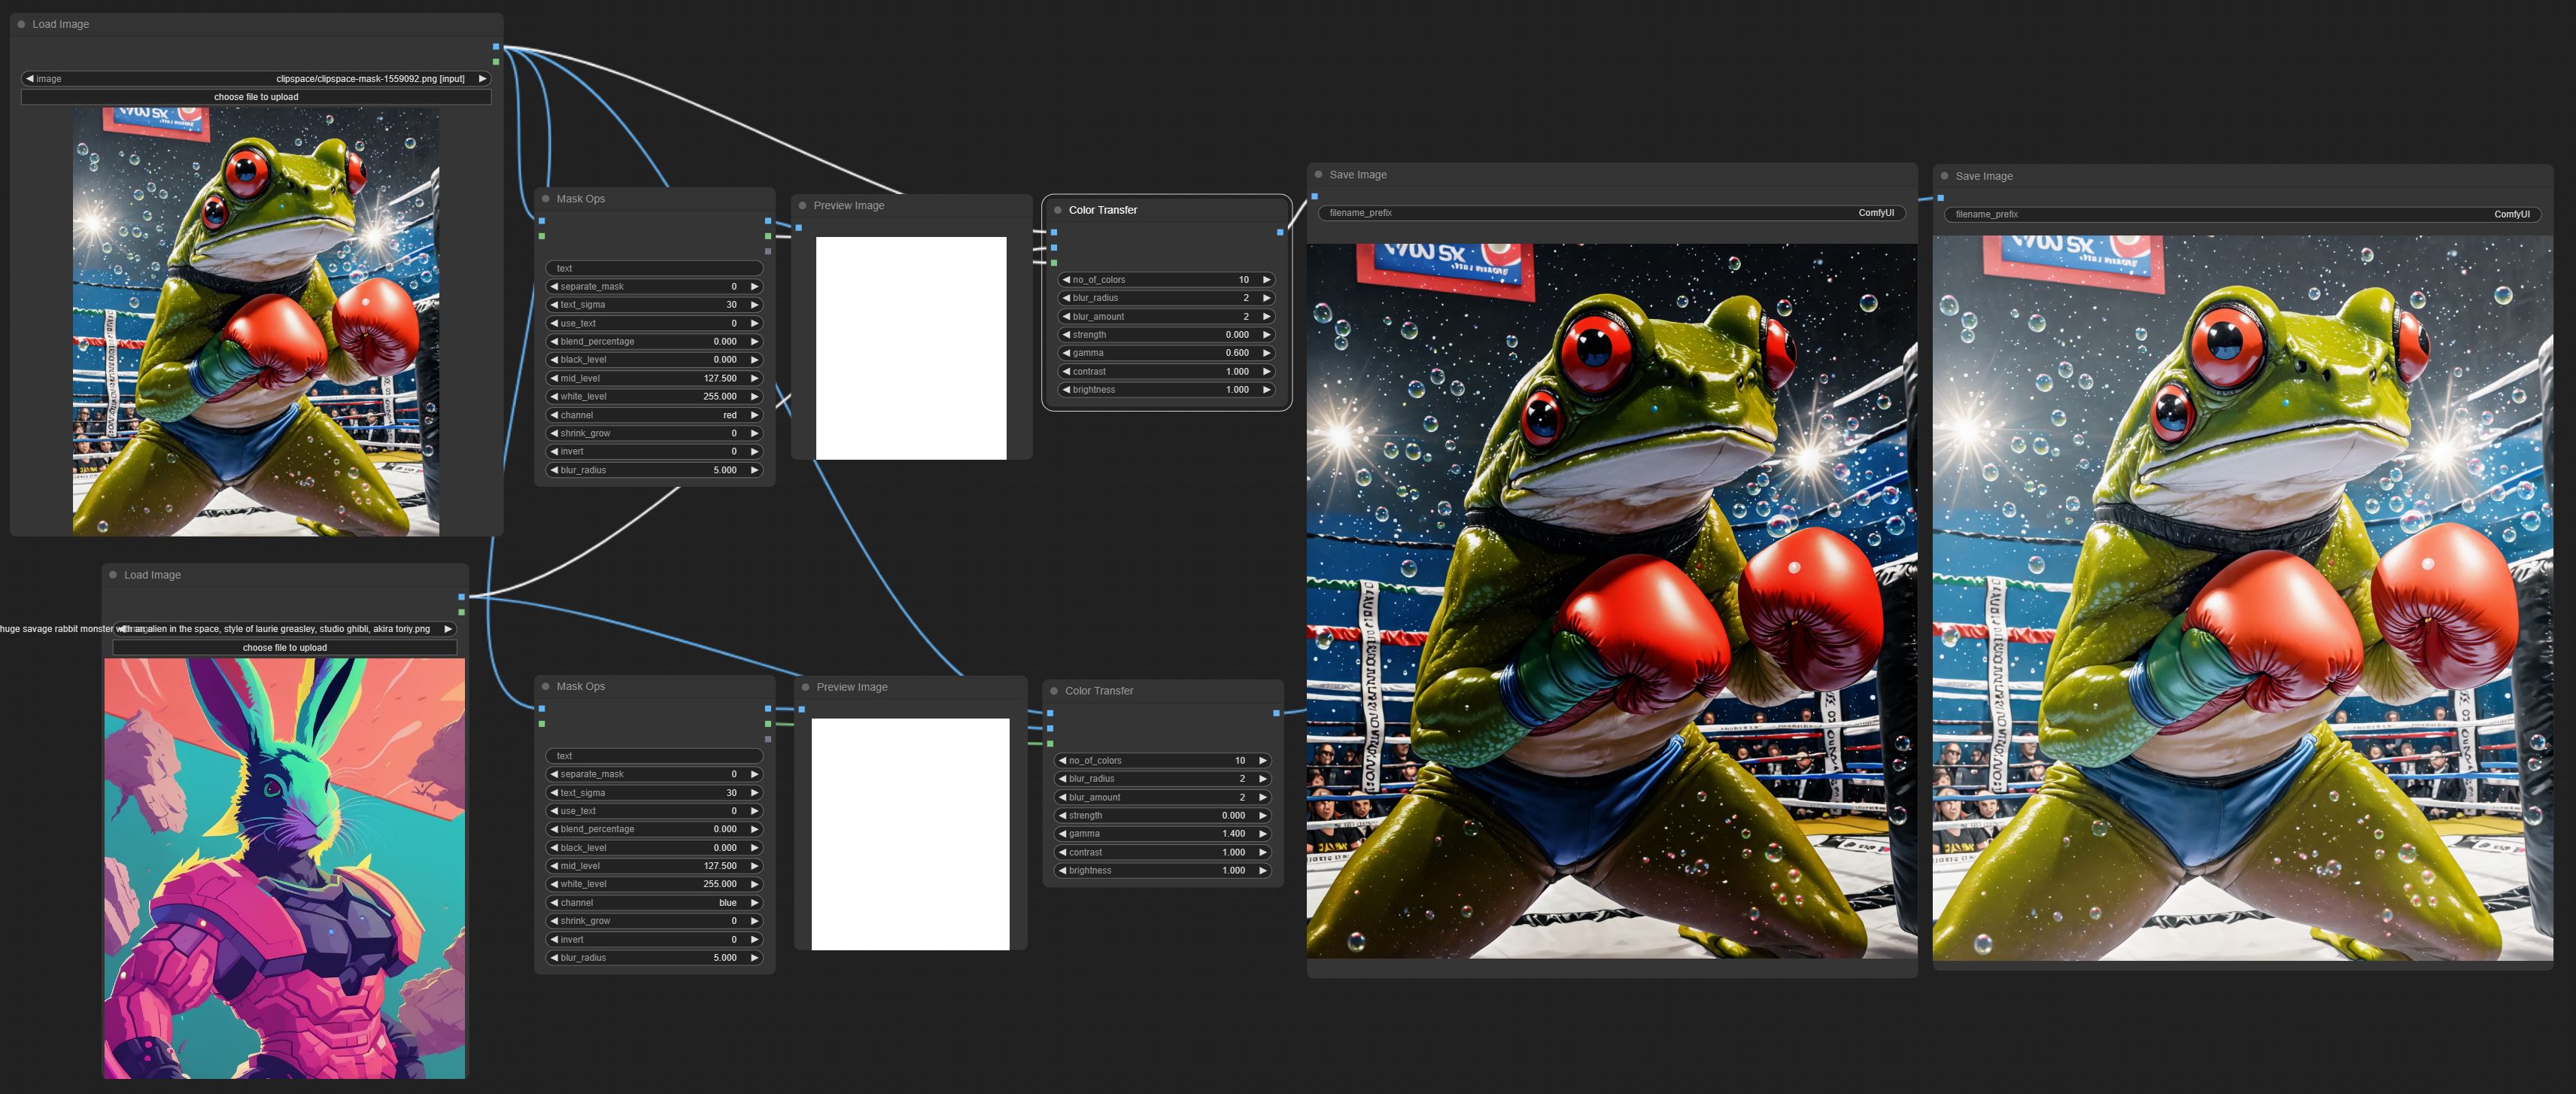 Load Image
image clipspace/clipspace-mask-1559092.png [input]
choose file to upload
Mask Ops
text
separate_mask 0
text_sigma 30
use_text 0
blend_percentage 0.000
black_level 0.000
mid_level 127.500
white_level 255.000
channel red
shrink_grow 0
invert 0
blur_radius 5.000
Preview Image
Color Transfer
no_of_colors 10
blur_radius 2
blur_amount 2
strength 0.000
gamma 0.600
contrast 1.000
brightness 1.000
Save Image
filename_prefix ComfyUI
Save Image
filename_prefix ComfyUI
Load Image
huge savage rabbit monster with an alien in the space, style of laurie greasley, studio ghibli, akira toriy.png
choose file to upload
Mask Ops
text
separate_mask 0
text_sigma 30
use_text 0
blend_percentage 0.000
black_level 0.000
mid_level 127.500
white_level 255.000
channel blue
shrink_grow 0
invert 0
blur_radius 5.000
Preview Image
Color Transfer
no_of_colors 10
blur_radius 2
blur_amount 2
strength 0.000
gamma 1.400
contrast 1.000
brightness 1.000